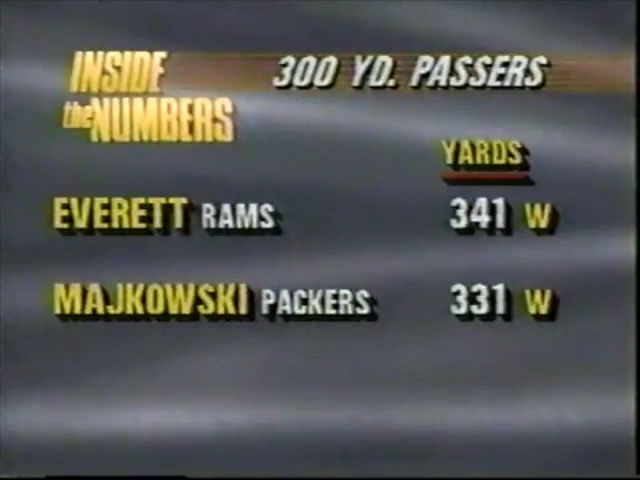 INSIDE
the NUMBERS
300 YD. PASSERS
YARDS
EVERETT RAMS 341 W
MAJKOWSKI PACKERS 331 W